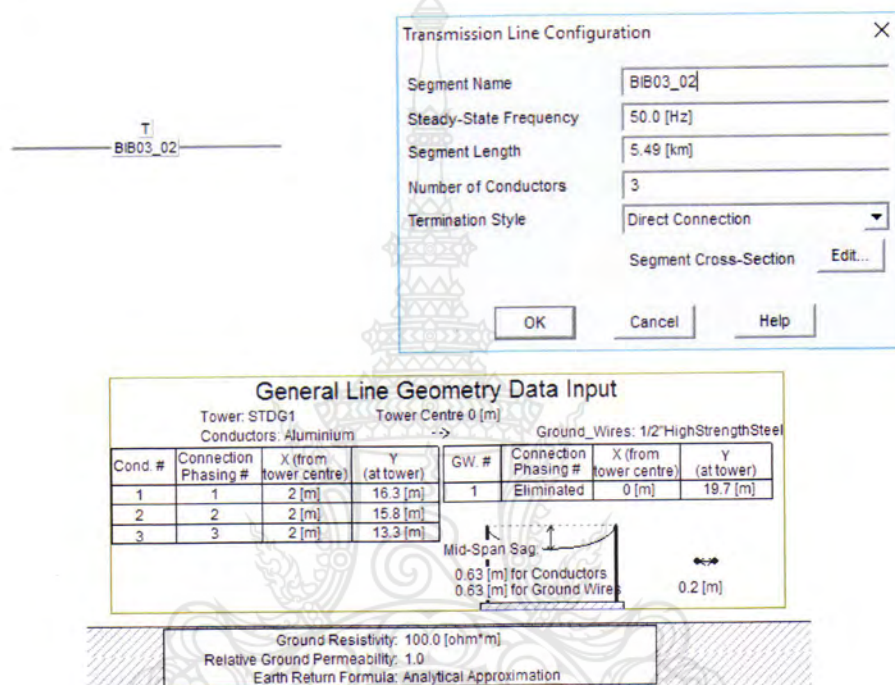 Transmission Line Configuration
Segment Name BIB03_02
Steady-State Frequency 50.0 [Hz]
Segment Length 5.49 [km]
Number of Conductors 3
Termination Style Direct Connection
Segment Cross-Section Edit...
OK Cancel Help
T
BIB03_02
General Line Geometry Data Input
Tower: STDG1 Tower Centre 0 [m]
Conductors: Aluminium --> Ground_Wires: 1/2"HighStrengthSteel
Cond. # Connection Phasing # X (from tower centre) Y (at tower)
1 1 2 [m] 16.3 [m]
2 2 2 [m] 15.8 [m]
3 3 2 [m] 13.3 [m]
GW. # Connection Phasing # X (from tower centre) Y (at tower)
1 Eliminated 0 [m] 19.7 [m]
Mid-Span Sag:
0.63 [m] for Conductors
0.63 [m] for Ground Wires
0.2 [m]
Ground Resistivity: 100.0 [ohm*m]
Relative Ground Permeability: 1.0
Earth Return Formula: Analytical Approximation